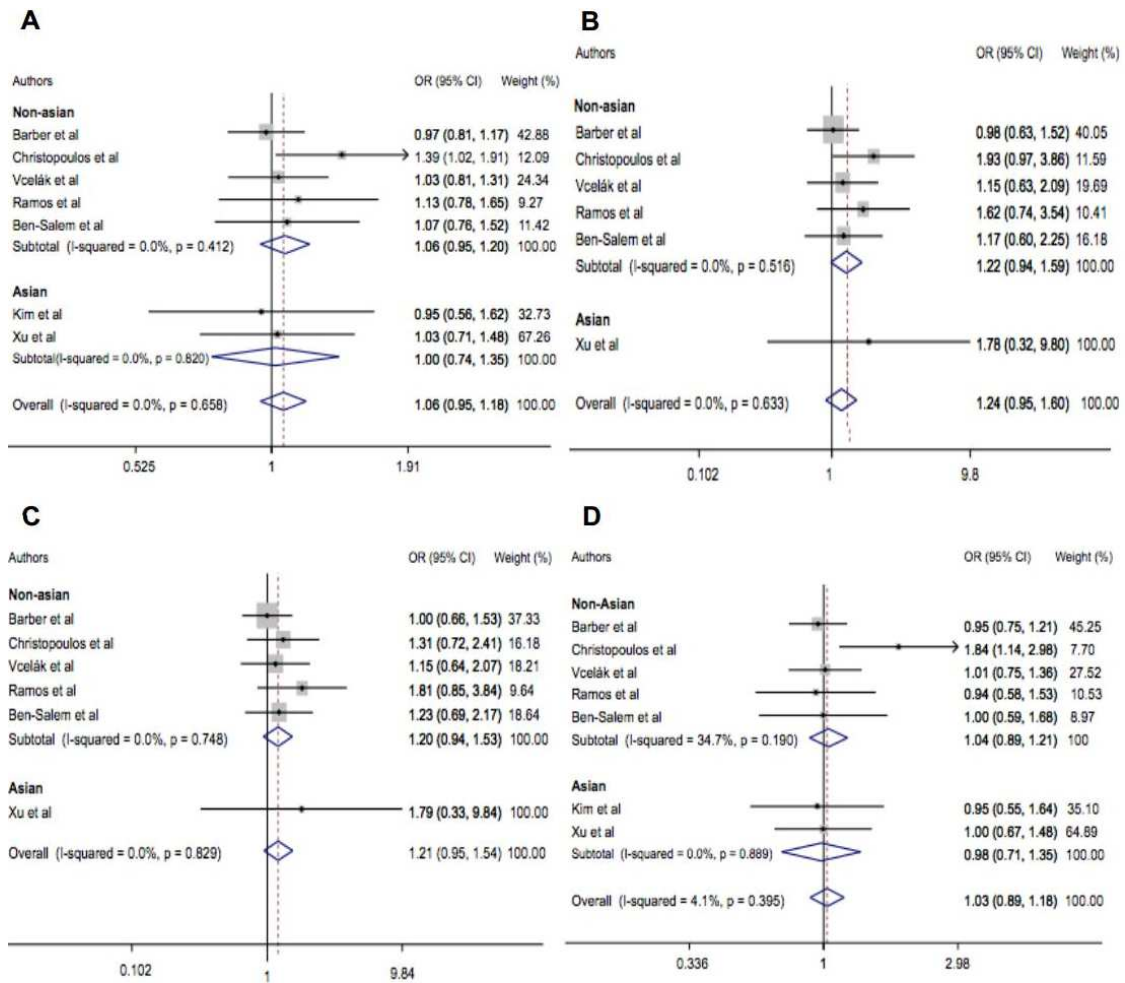 A
Authors OR (95% CI) Weight (%)
Non-asian
Barber et al 0.97 (0.81, 1.17) 42.88
Christopoulos et al 1.39 (1.02, 1.91) 12.09
Vcelák et al 1.03 (0.81, 1.31) 24.34
Ramos et al 1.13 (0.78, 1.65) 9.27
Ben-Salem et al 1.07 (0.76, 1.52) 11.42
Subtotal (I-squared = 0.0%, p = 0.412) 1.06 (0.95, 1.20) 100.00
Asian
Kim et al 0.95 (0.56, 1.62) 32.73
Xu et al 1.03 (0.71, 1.48) 67.26
Subtotal(I-squared = 0.0%, p = 0.820) 1.00 (0.74, 1.35) 100.00
Overall (I-squared = 0.0%, p = 0.658) 1.06 (0.95, 1.18) 100.00
0.525 1 1.91
B
Authors OR (95% CI) Weight (%)
Non-asian
Barber et al 0.98 (0.63, 1.52) 40.05
Christopoulos et al 1.93 (0.97, 3.86) 11.59
Vcelák et al 1.15 (0.63, 2.09) 19.69
Ramos et al 1.62 (0.74, 3.54) 10.41
Ben-Salem et al 1.17 (0.60, 2.25) 16.18
Subtotal (I-squared = 0.0%, p = 0.516) 1.22 (0.94, 1.59) 100.00
Asian
Xu et al 1.78 (0.32, 9.80) 100.00
Overall (I-squared = 0.0%, p = 0.633) 1.24 (0.95, 1.60) 100.00
0.102 1 9.8
C
Authors OR (95% CI) Weight (%)
Non-asian
Barber et al 1.00 (0.66, 1.53) 37.33
Christopoulos et al 1.31 (0.72, 2.41) 16.18
Vcelák et al 1.15 (0.64, 2.07) 18.21
Ramos et al 1.81 (0.85, 3.84) 9.64
Ben-Salem et al 1.23 (0.69, 2.17) 18.64
Subtotal (I-squared = 0.0%, p = 0.748) 1.20 (0.94, 1.53) 100.00
Asian
Xu et al 1.79 (0.33, 9.84) 100.00
Overall (I-squared = 0.0%, p = 0.829) 1.21 (0.95, 1.54) 100.00
0.102 1 9.84
D
Authors OR (95% CI) Weight (%)
Non-Asian
Barber et al 0.95 (0.75, 1.21) 45.25
Christopoulos et al 1.84 (1.14, 2.98) 7.70
Vcelák et al 1.01 (0.75, 1.36) 27.52
Ramos et al 0.94 (0.58, 1.53) 10.53
Ben-Salem et al 1.00 (0.59, 1.68) 8.97
Subtotal (I-squared = 34.7%, p = 0.190) 1.04 (0.89, 1.21) 100
Asian
Kim et al 0.95 (0.55, 1.64) 35.10
Xu et al 1.00 (0.67, 1.48) 64.89
Subtotal (I-squared = 0.0%, p = 0.889) 0.98 (0.71, 1.35) 100.00
Overall (I-squared = 4.1%, p = 0.395) 1.03 (0.89, 1.18) 100.00
0.336 1 2.98